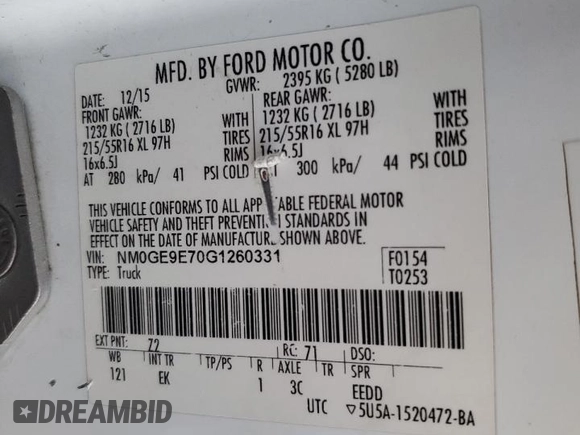 MFD. BY FORD MOTOR CO.
DATE: 12/15
GVWR: 2395 KG ( 5280 LB)
FRONT GAWR:
1232 KG ( 2716 LB)
215/55R16 XL 97H
16x6.5J
WITH
TIRES
RIMS
AT 280 kPa/ 41 PSI COLD
REAR GAWR:
1232 KG ( 2716 LB)
215/55R16 XL 97H
16x6.5J
WITH
TIRES
RIMS
300 kPa/ 44 PSI COLD
THIS VEHICLE CONFORMS TO ALL FEDERAL MOTOR
VEHICLE SAFETY AND THEFT STANDARDS IN
EFFECT ON THE DATE OF SHOWN ABOVE.
VIN: NM0GE9E70G1260331
TYPE: Truck
F0154
T0253
EXT PNT: Z2 RC: 71 DSO:
WB INT TR TP/PS R AXLE TR SPR
121 EK 1 3C EEDD
UTC ▽5U5A-1520472-BA
DREAMBID